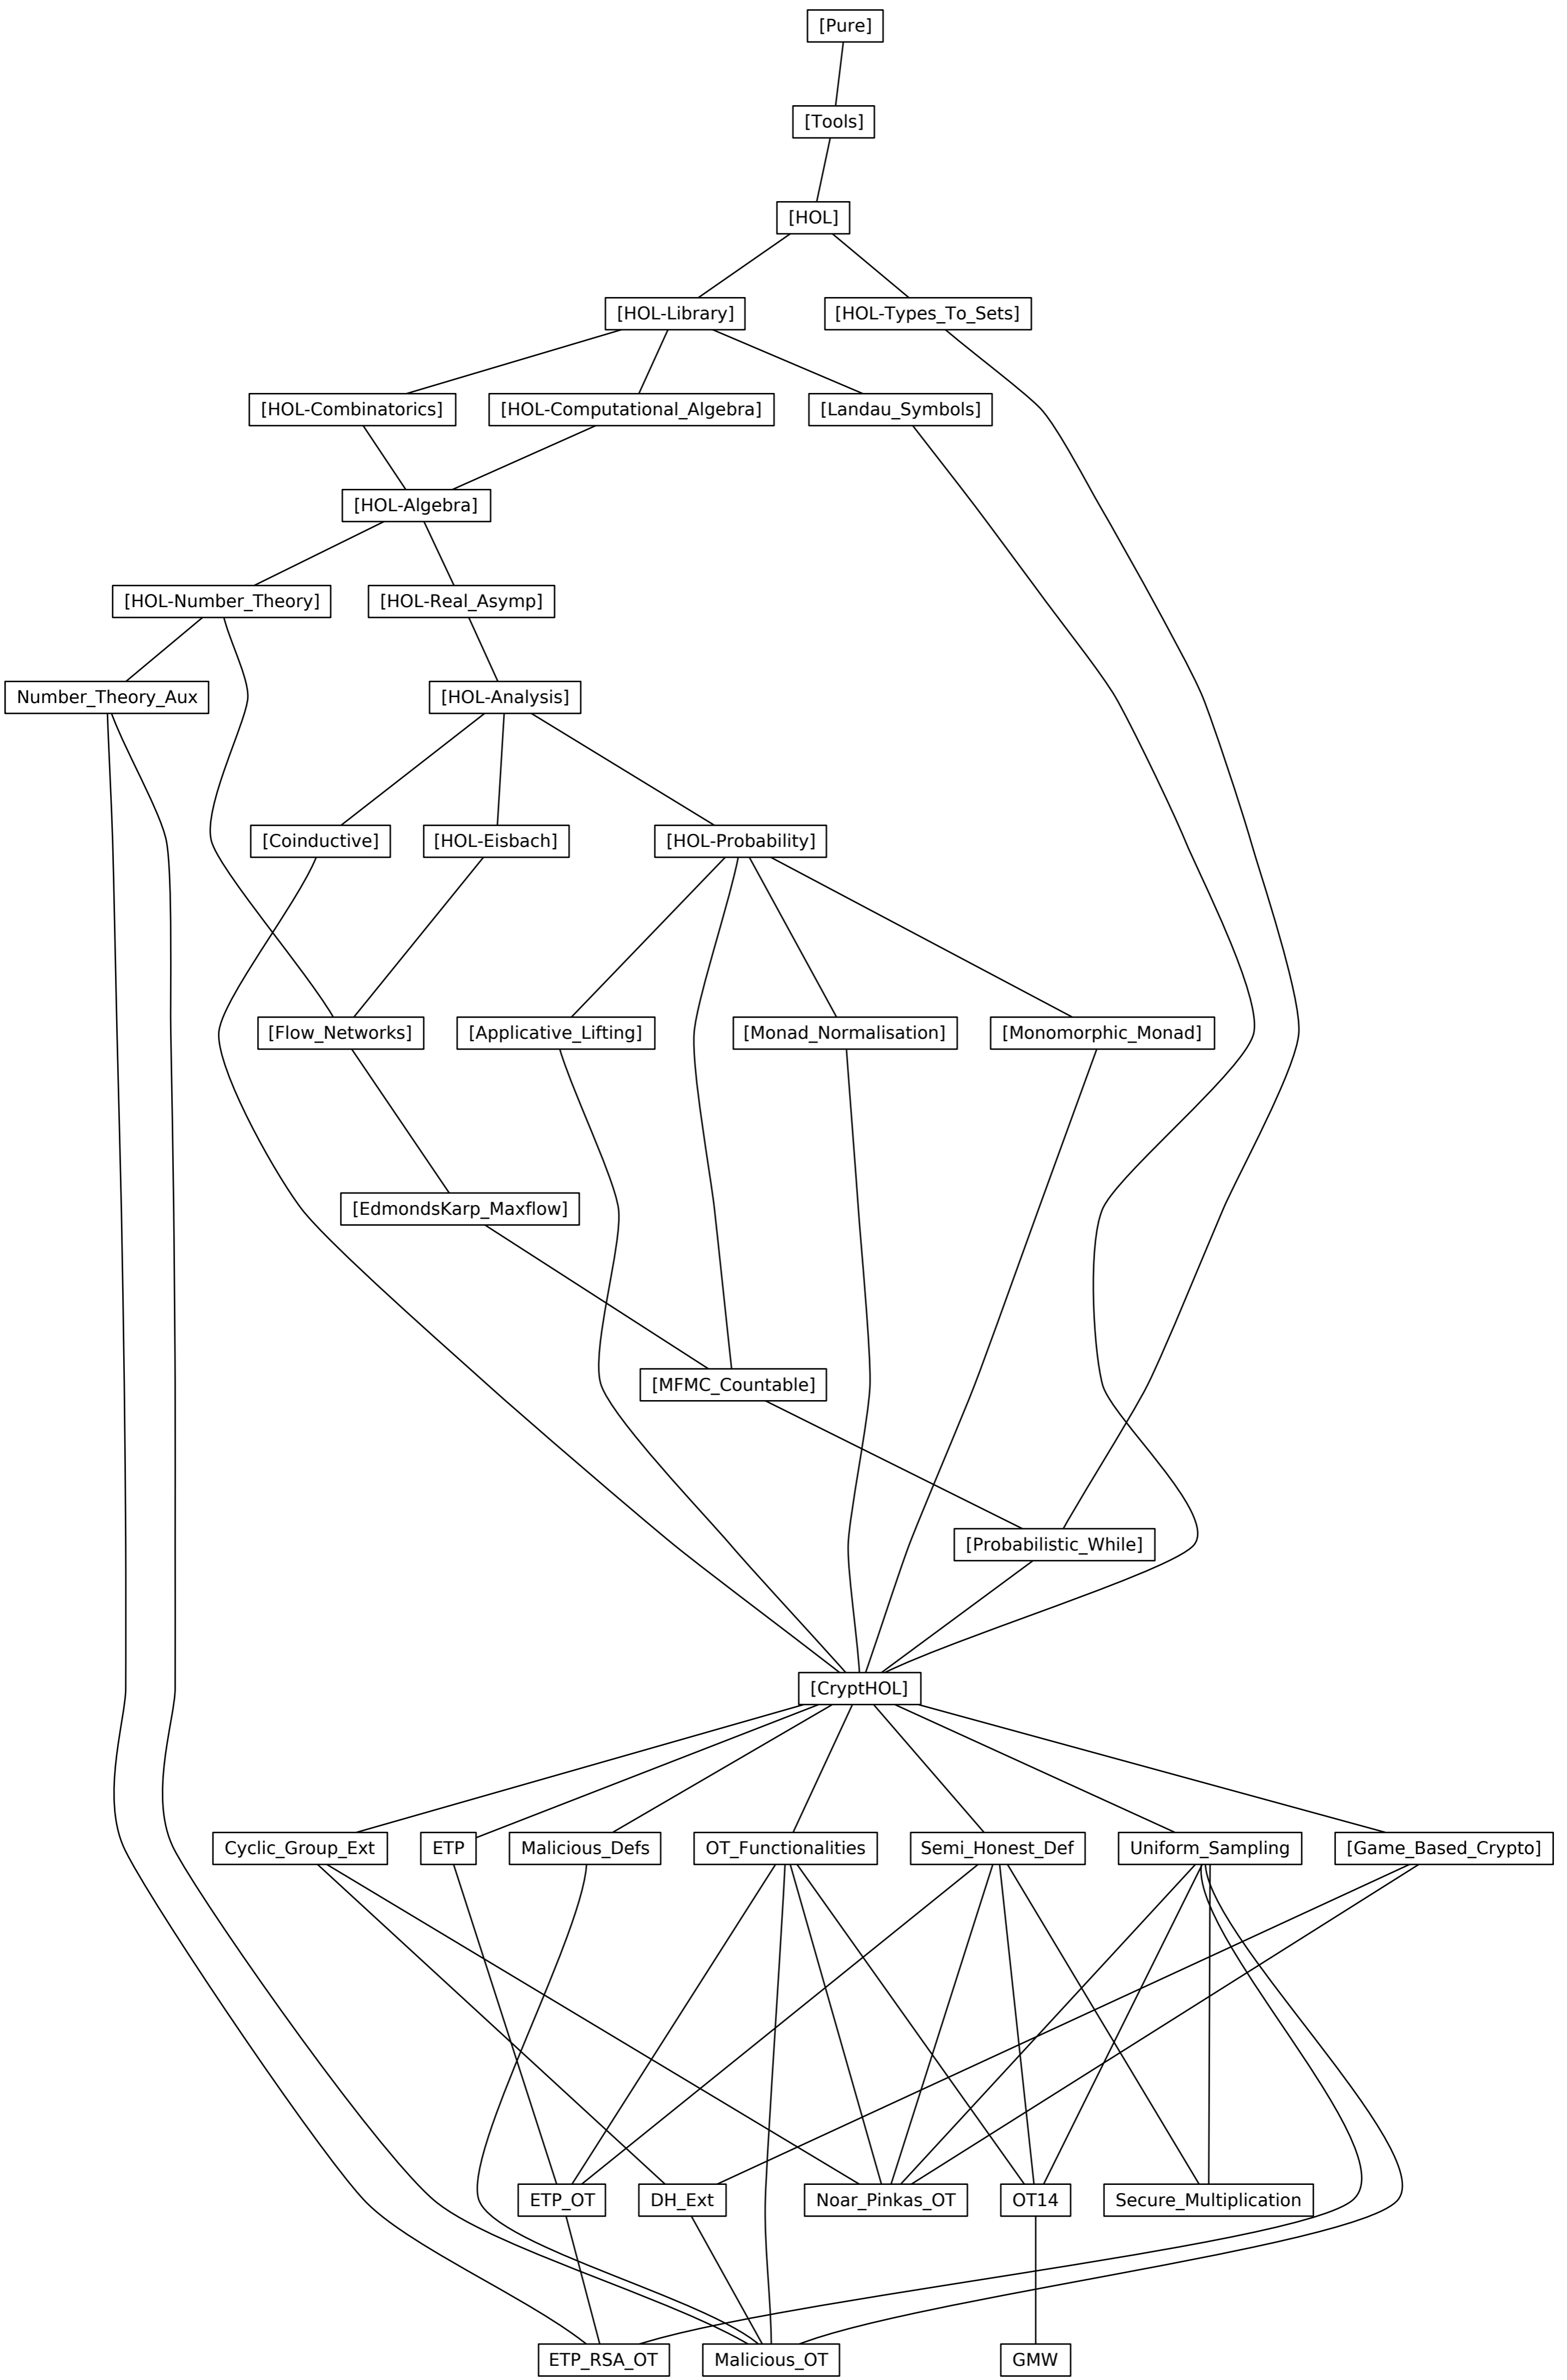 [Pure]
[Tools]
[HOL]
[HOL-Library]
[HOL-Types_To_Sets]
[HOL-Combinatorics]
[HOL-Computational_Algebra]
[Landau_Symbols]
[HOL-Algebra]
[HOL-Number_Theory]
[HOL-Real_Asymp]
Number_Theory_Aux
[HOL-Analysis]
[Coinductive]
[HOL-Eisbach]
[HOL-Probability]
[Flow_Networks]
[Applicative_Lifting]
[Monad_Normalisation]
[Monomorphic_Monad]
[EdmondsKarp_Maxflow]
[MFMC_Countable]
[Probabilistic_While]
[CryptHOL]
Cyclic_Group_Ext
ETP
Malicious_Defs
OT_Functionalities
Semi_Honest_Def
Uniform_Sampling
[Game_Based_Crypto]
ETP_OT
DH_Ext
Noar_Pinkas_OT
OT14
Secure_Multiplication
ETP_RSA_OT
Malicious_OT
GMW